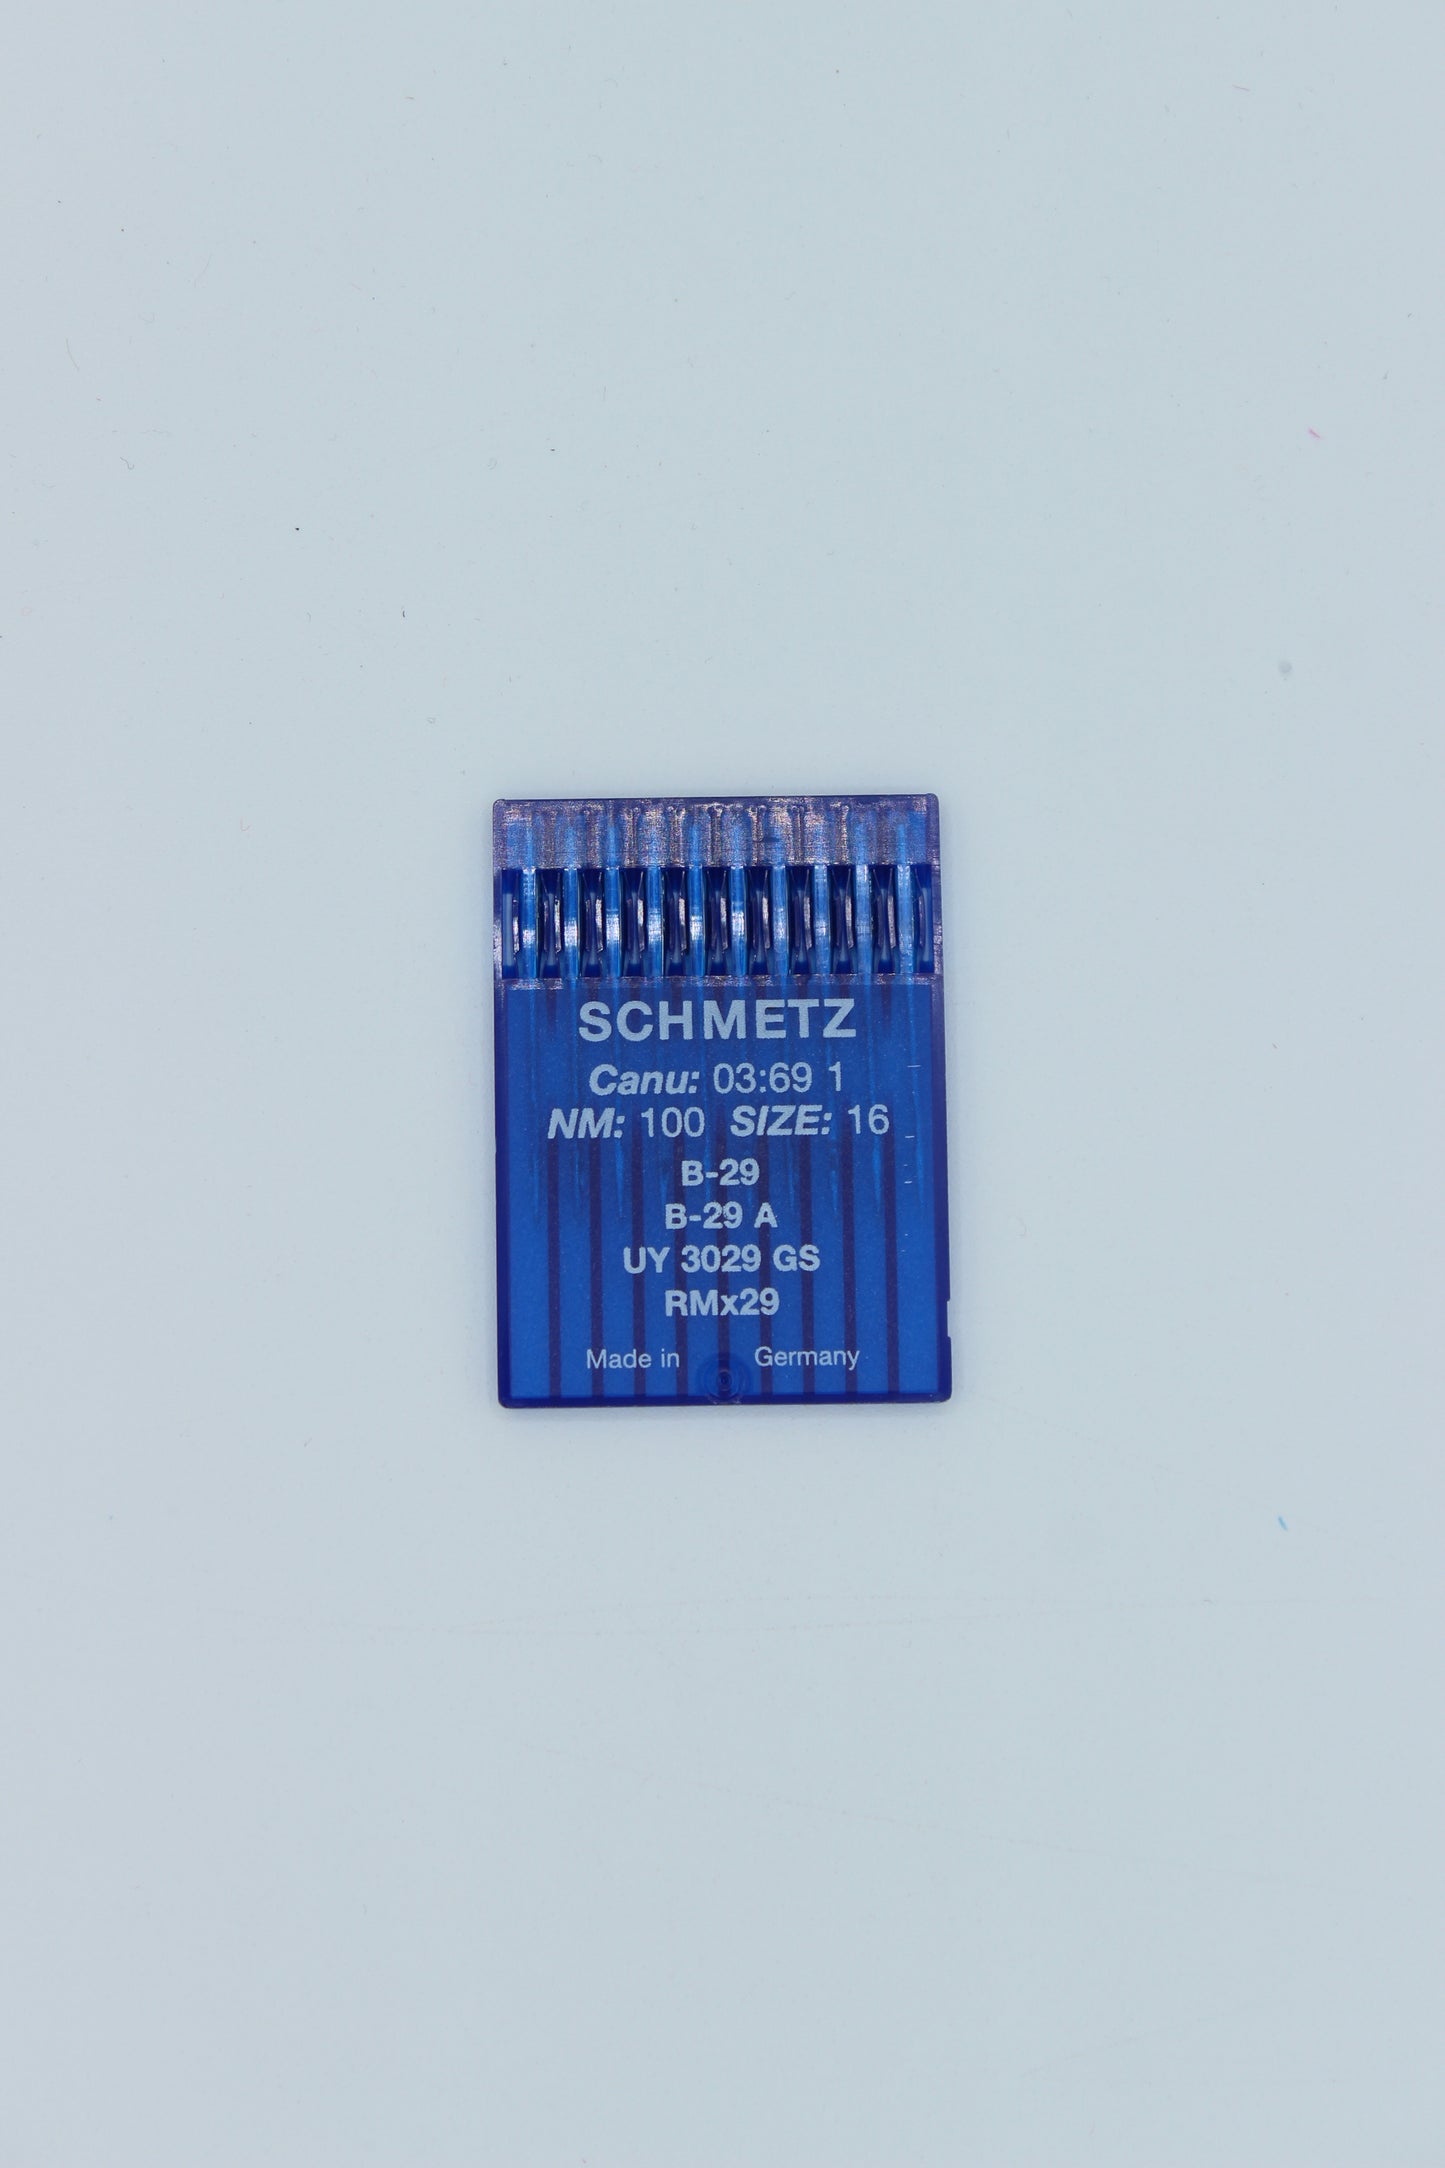 SCHMETZ
Canu: 03:69 1
NM: 100 SIZE: 16
B-29
B-29 A
UY 3029 GS
RMx29
Made in Germany